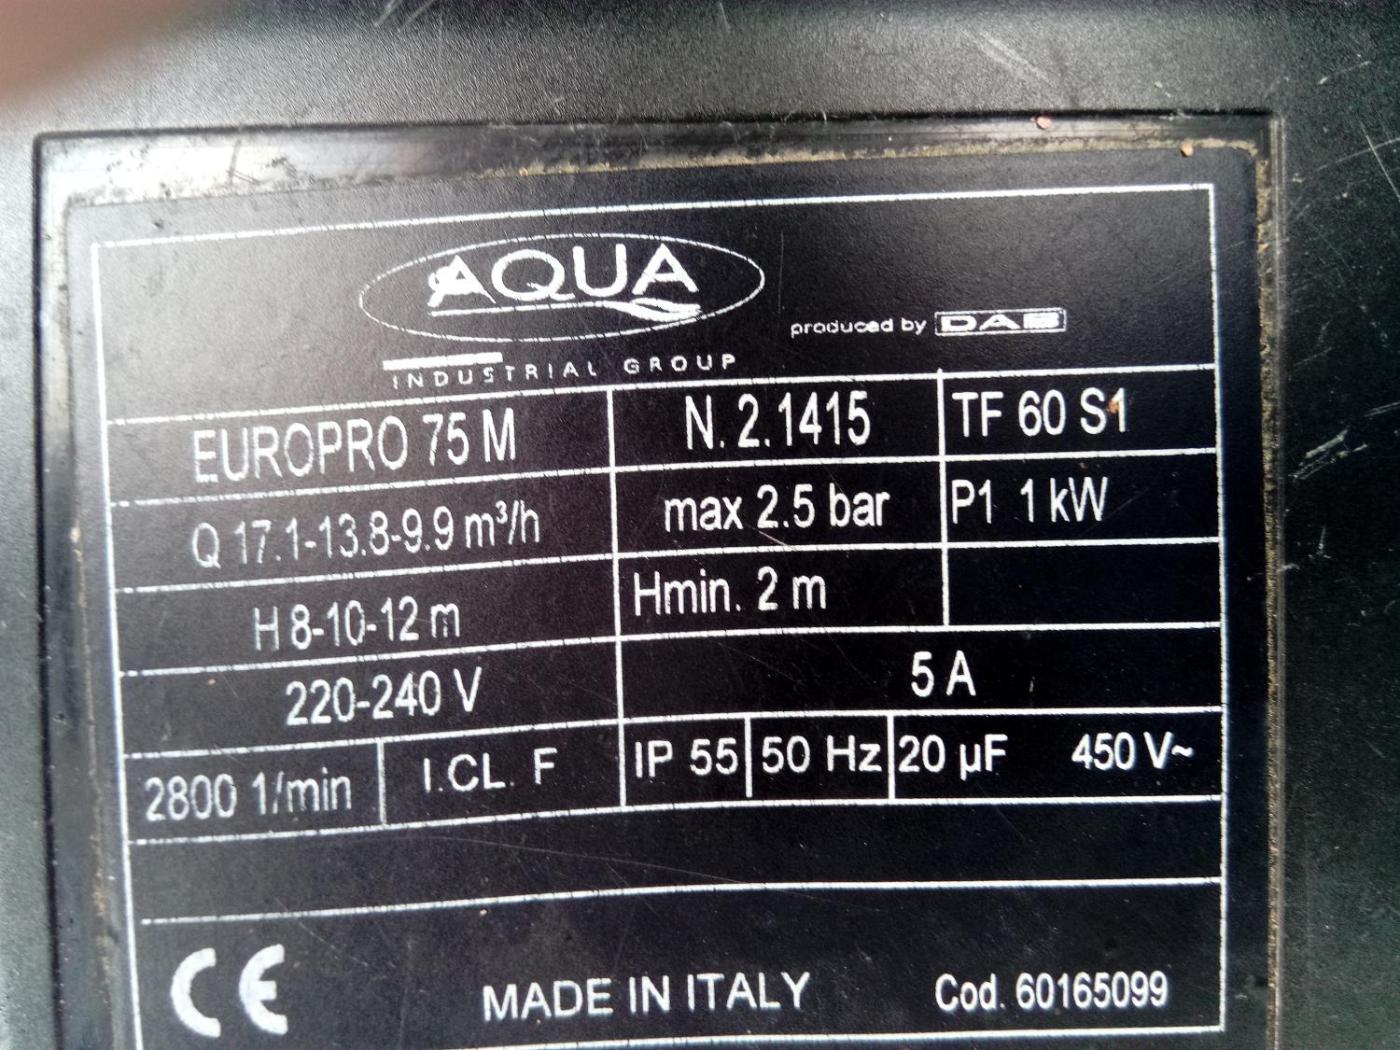 AQUA
produced by DAB
INDUSTRIAL GROUP
EUROPRO 75 M N. 2.1415 TF 60 S1
Q 17.1-13.8-9.9 m³/h max 2.5 bar P1 1 kW
H 8-10-12 m Hmin. 2 m
220-240 V 5 A
2800 1/min I.CL. F IP 55 50 Hz 20 µF 450 V~
CE MADE IN ITALY Cod. 60165099